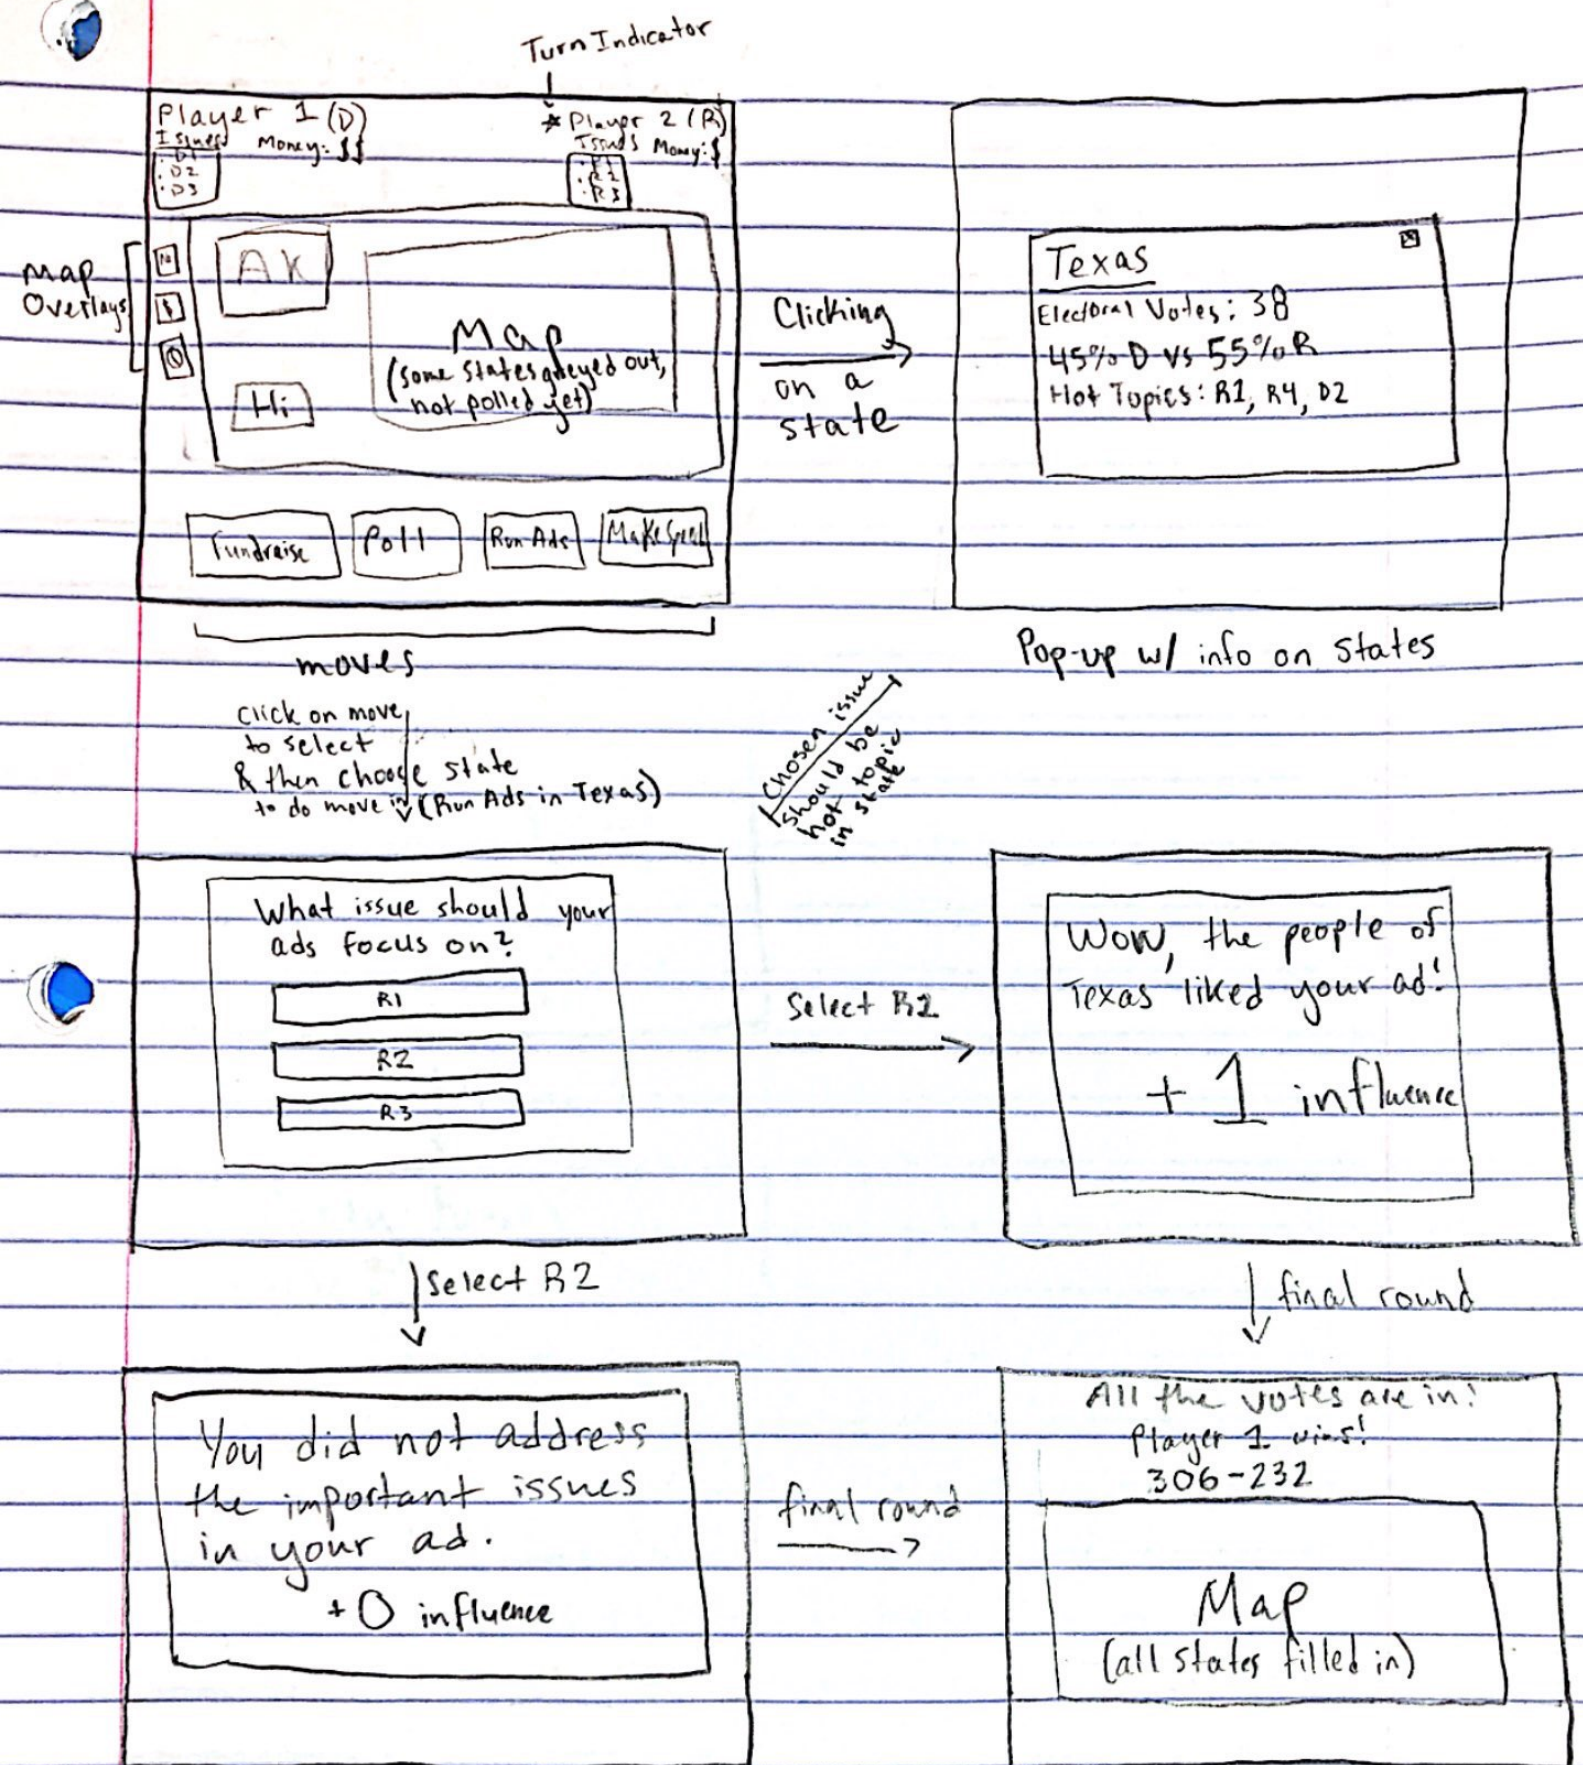 Turn Indicator
Player 1 (D)
Issues Money: $$
D1
D2
D3
* Player 2 (R)
Issues Money: $
R1
R2
R3
Map
Overlays
$
AK
Hi
Map
(some states greyed out,
not polled yet)
Fundraise
Poll
Run Ads
Make Speech
moves
Clicking
on a
state
Texas
Electoral Votes: 38
45% D vs 55% R
Hot Topics: R1, R4, D2
Pop-up w/ info on States
click on move
to select
& then choose state
to do move in (Run Ads in Texas)
Chosen issue
should be
hot topic
in state
What issue should your
ads focus on?
R1
R2
R3
Select R2
Wow, the people of
Texas liked your ad!
+ 1 influence
Select R2
final round
You did not address
the important issues
in your ad.
+ 0 influence
final round
All the votes are in!
Player 1 wins!
306-232
Map
(all states filled in)